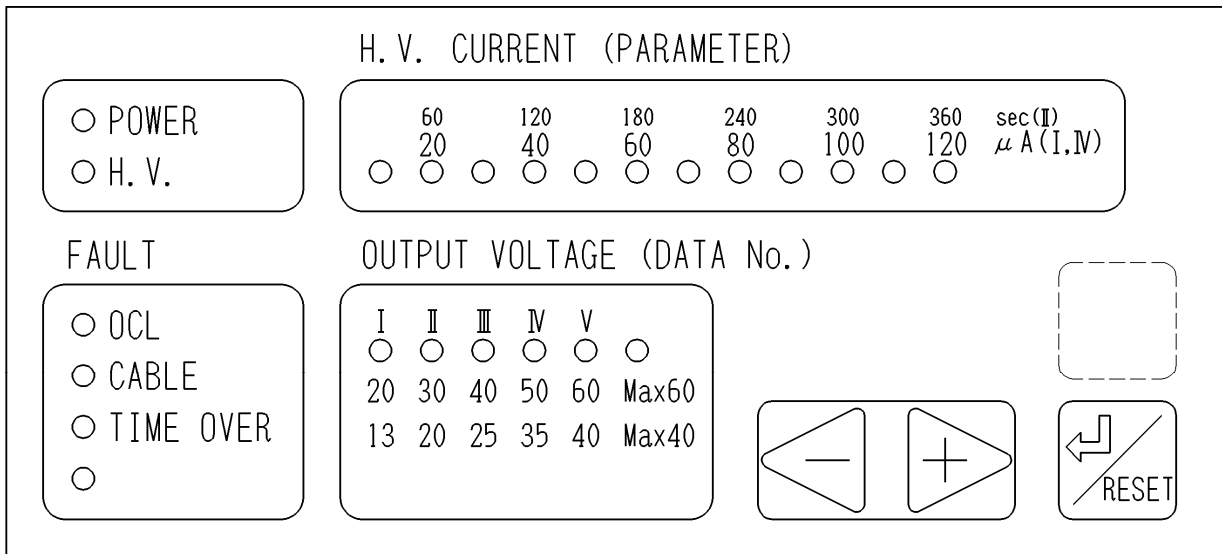 H.V. CURRENT (PARAMETER)
POWER
H.V.
60 120 180 240 300 360 sec(Ⅱ)
20 40 60 80 100 120 μA(Ⅰ,Ⅳ)
FAULT
OCL
CABLE
TIME OVER
OUTPUT VOLTAGE (DATA No.)
Ⅰ Ⅱ Ⅲ Ⅳ Ⅴ
20 30 40 50 60 Max60
13 20 25 35 40 Max40
− +
RESET